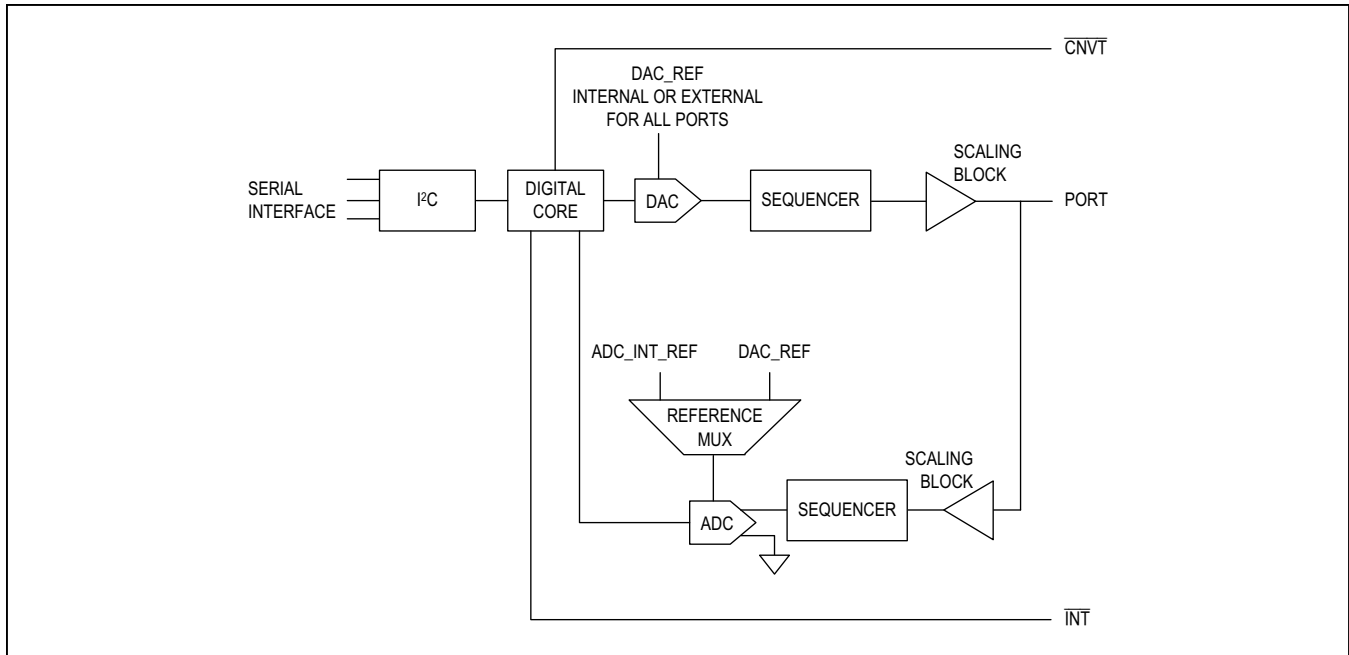 CNVT
DAC_REF
INTERNAL OR EXTERNAL
FOR ALL PORTS
SCALING
BLOCK
SERIAL
INTERFACE
I²C
DIGITAL
CORE
DAC
SEQUENCER
PORT
ADC_INT_REF
DAC_REF
REFERENCE
MUX
SCALING
BLOCK
ADC
SEQUENCER
INT